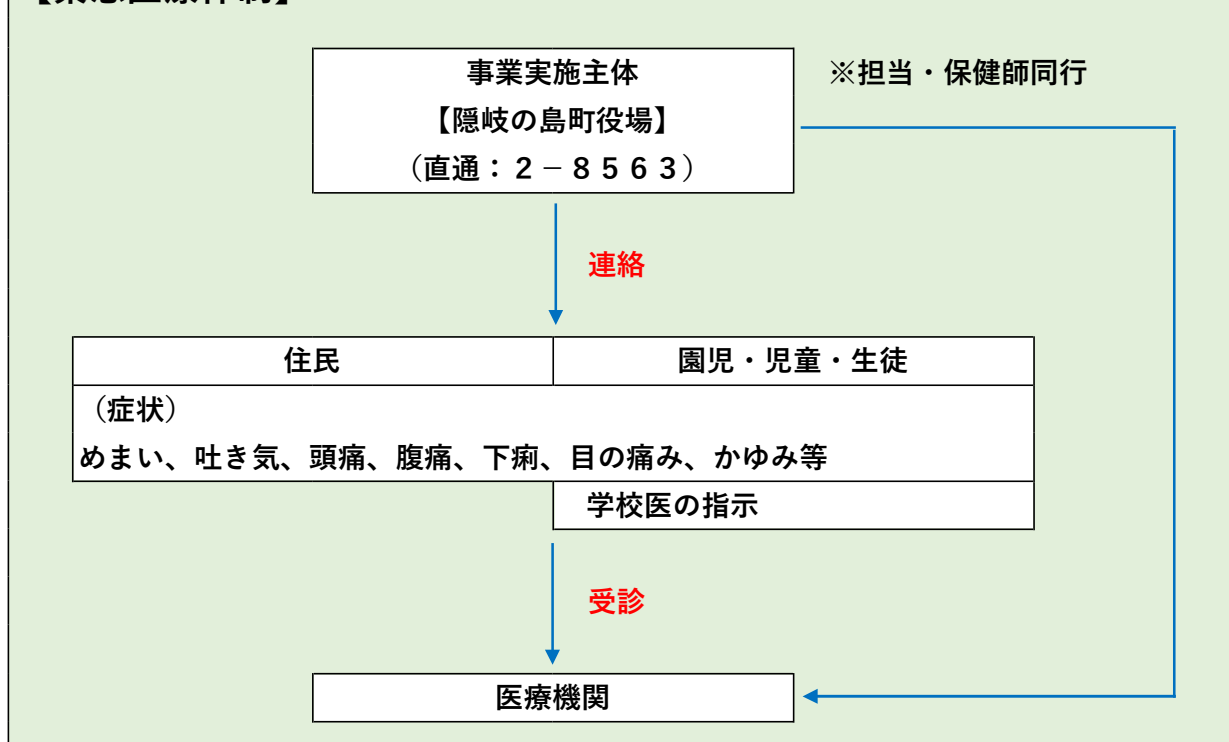 事業実施主体
※担当・保健師同行
【隠岐の島町役場】
（直通：２－８５６３）
連絡
住民
園児・児童・生徒
（症状）
めまい、吐き気、頭痛、腹痛、下痢、目の痛み、かゆみ等
学校医の指示
受診
医療機関